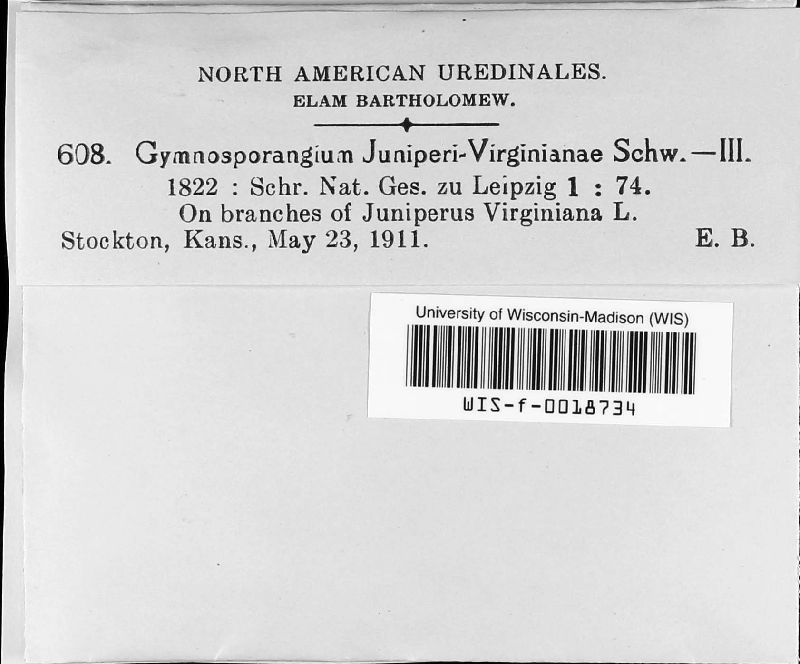 NORTH AMERICAN UREDINALES.
ELAM BARTHOLOMEW.
608. Gymnosporangium Juniperi-Virginianae Schw.—III.
1822 : Schr. Nat. Ges. zu Leipzig 1 : 74.
On branches of Juniperus Virginiana L.
Stockton, Kans., May 23, 1911. E. B.
University of Wisconsin-Madison (WIS)
WIS-f-0018734